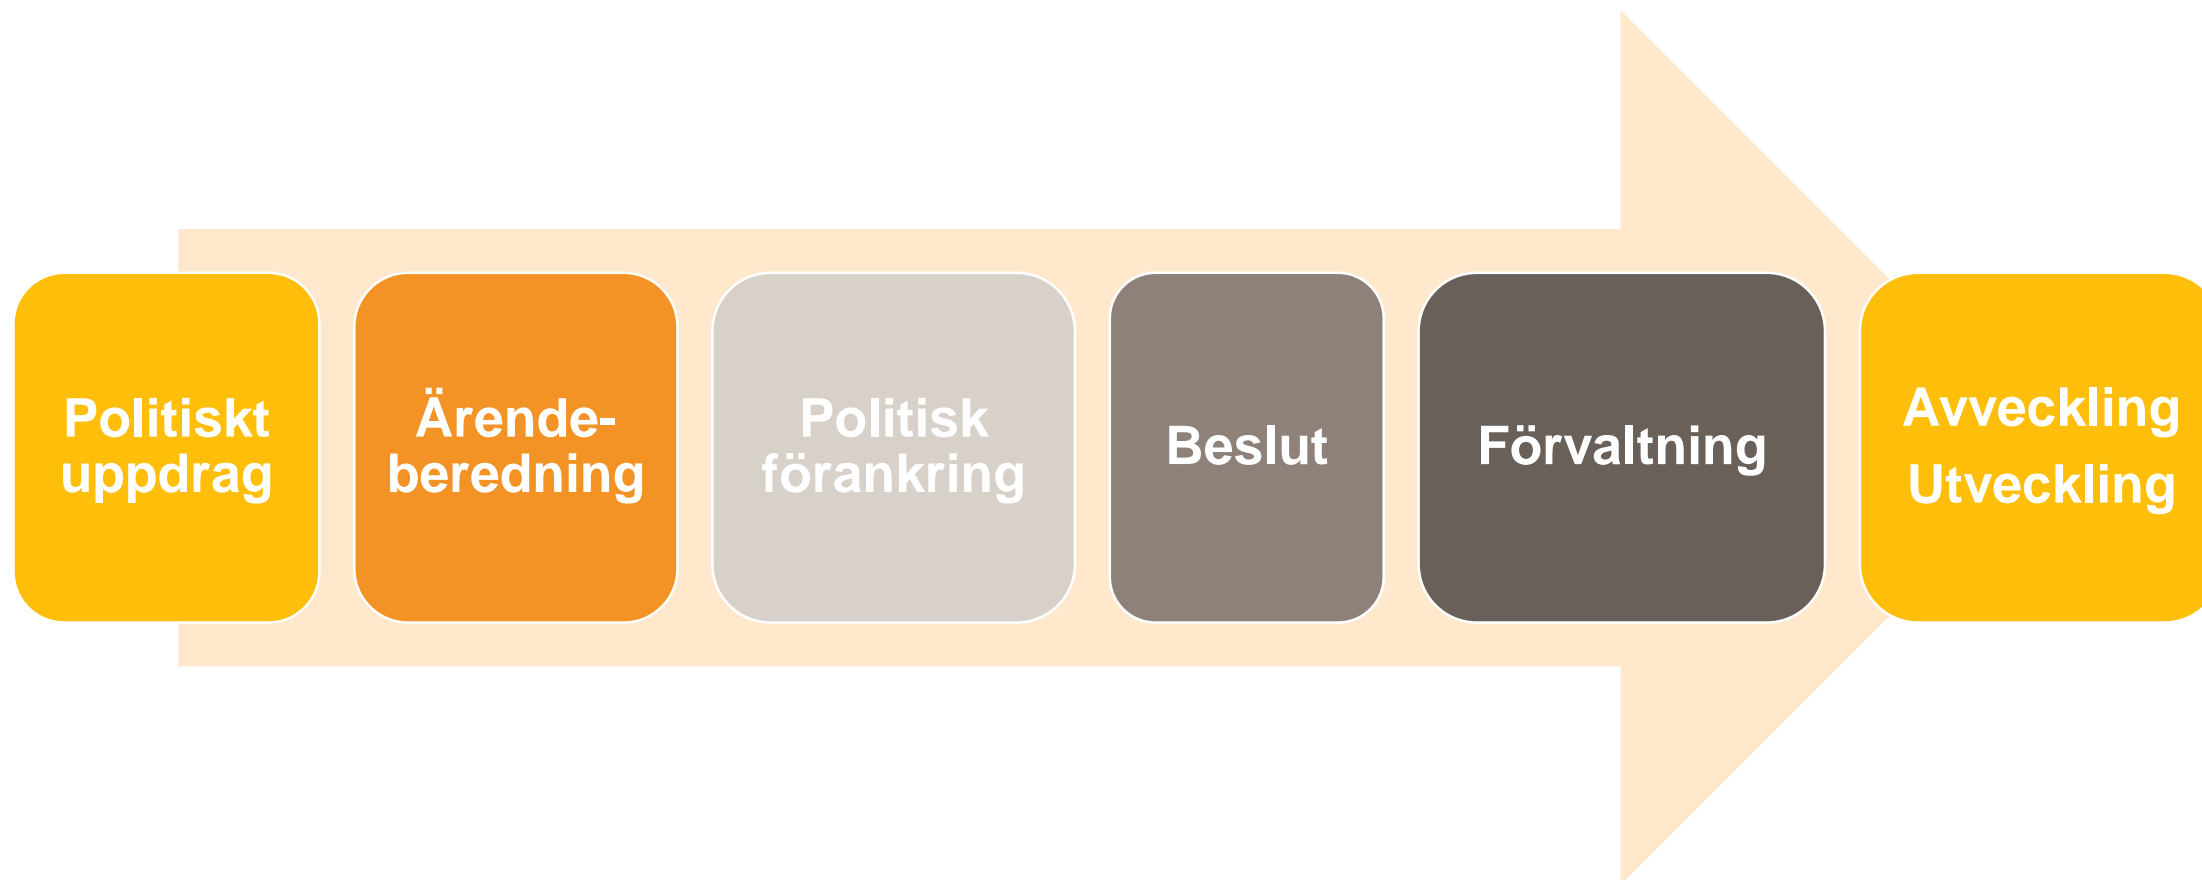 Politiskt
uppdrag
Ärende-
beredning
Politisk
förankring
Beslut
Förvaltning
Avveckling
Utveckling